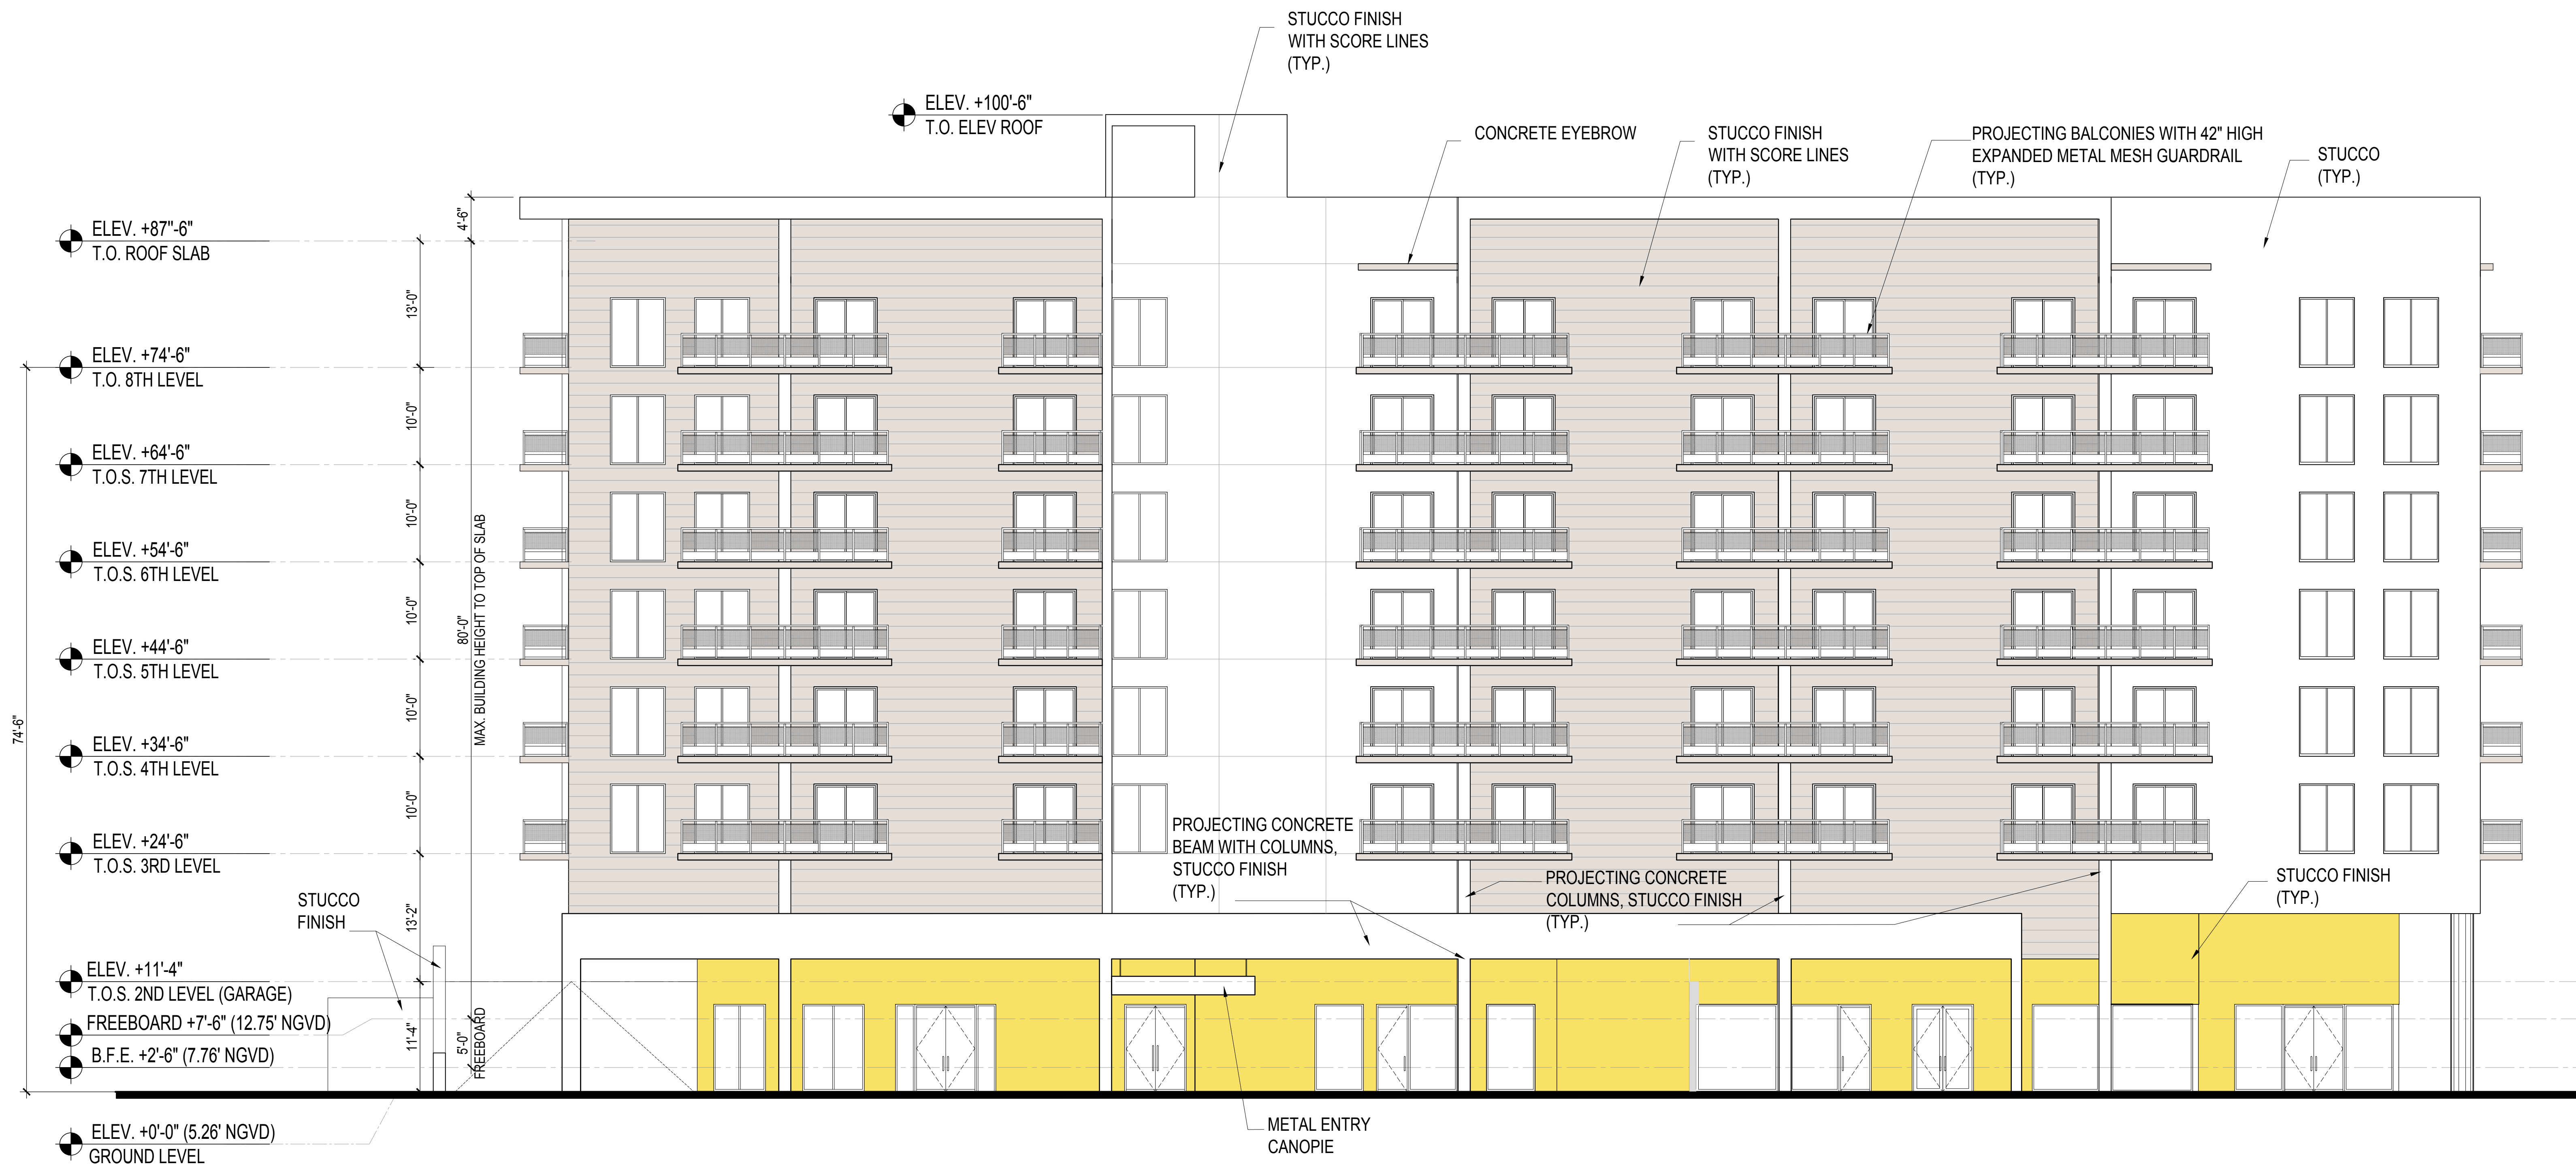 STUCCO FINISH
WITH SCORE LINES
(TYP.)
ELEV. +100'-6"
T.O. ELEV ROOF
CONCRETE EYEBROW
STUCCO FINISH
WITH SCORE LINES
(TYP.)
PROJECTING BALCONIES WITH 42" HIGH
EXPANDED METAL MESH GUARDRAIL
(TYP.)
STUCCO
(TYP.)
ELEV. +87"-6"
T.O. ROOF SLAB
4'-6"
13'-0"
ELEV. +74'-6"
T.O. 8TH LEVEL
10'-0"
ELEV. +64'-6"
T.O.S. 7TH LEVEL
10'-0"
ELEV. +54'-6"
T.O.S. 6TH LEVEL
10'-0"
80'-0"
MAX. BUILDING HEIGHT TO TOP OF SLAB
ELEV. +44'-6"
T.O.S. 5TH LEVEL
10'-0"
74'-6"
ELEV. +34'-6"
T.O.S. 4TH LEVEL
10'-0"
ELEV. +24'-6"
T.O.S. 3RD LEVEL
PROJECTING CONCRETE
BEAM WITH COLUMNS,
STUCCO FINISH
(TYP.)
PROJECTING CONCRETE
COLUMNS, STUCCO FINISH
(TYP.)
STUCCO FINISH
(TYP.)
STUCCO
FINISH
13'-2"
ELEV. +11'-4"
T.O.S. 2ND LEVEL (GARAGE)
FREEBOARD +7'-6" (12.75' NGVD)
11'-4"
5'-0"
FREEBOARD
B.F.E. +2'-6" (7.76' NGVD)
ELEV. +0'-0" (5.26' NGVD)
GROUND LEVEL
METAL ENTRY
CANOPIE